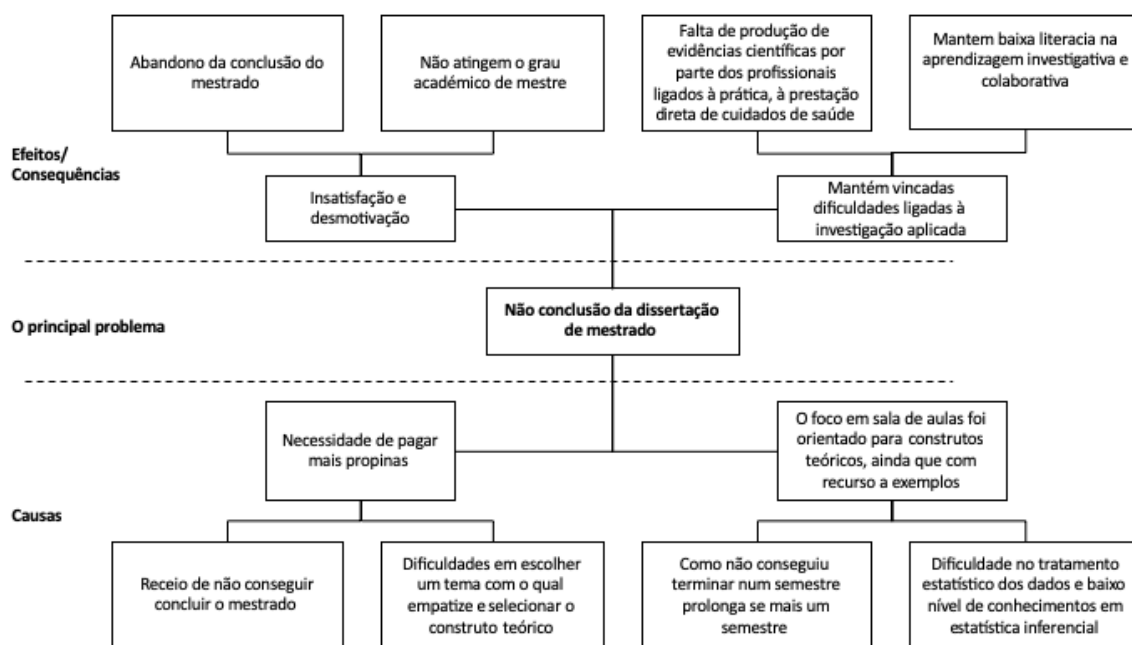 Abandono da conclusão do
mestrado
Não atingem o grau
académico de mestre
Falta de produção de
evidências científicas por
parte dos profissionais
ligados à prática, à prestação
direta de cuidados de saúde
Mantem baixa literacia na
aprendizagem investigativa e
colaborativa
Efeitos/
Consequências
Insatisfação e
desmotivação
Mantém vincadas
dificuldades ligadas à
investigação aplicada
O principal problema
Não conclusão da dissertação
de mestrado
Necessidade de pagar
mais propinas
O foco em sala de aulas foi
orientado para construtos
teóricos, ainda que com
recurso a exemplos
Causas
Receio de não conseguir
concluir o mestrado
Dificuldades em escolher
um tema com o qual
empatize e selecionar o
construto teórico
Como não conseguiu
terminar num semestre
prolonga se mais um
semestre
Dificuldade no tratamento
estatístico dos dados e baixo
nível de conhecimentos em
estatística inferencial